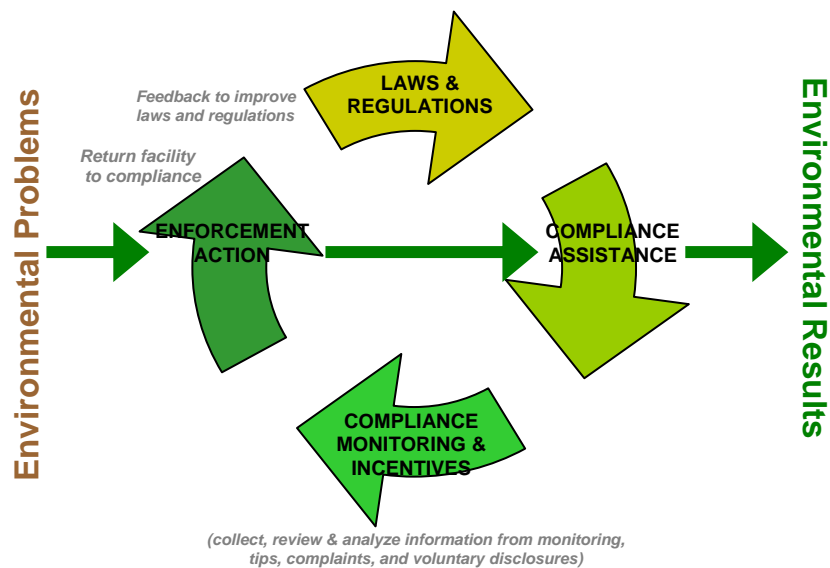 Environmental Problems
Feedback to improve
laws and regulations
Return facility
to compliance
LAWS &
REGULATIONS
ENFORCEMENT
ACTION
COMPLIANCE
ASSISTANCE
COMPLIANCE
MONITORING &
INCENTIVES
(collect, review & analyze information from monitoring,
tips, complaints, and voluntary disclosures)
Environmental Results